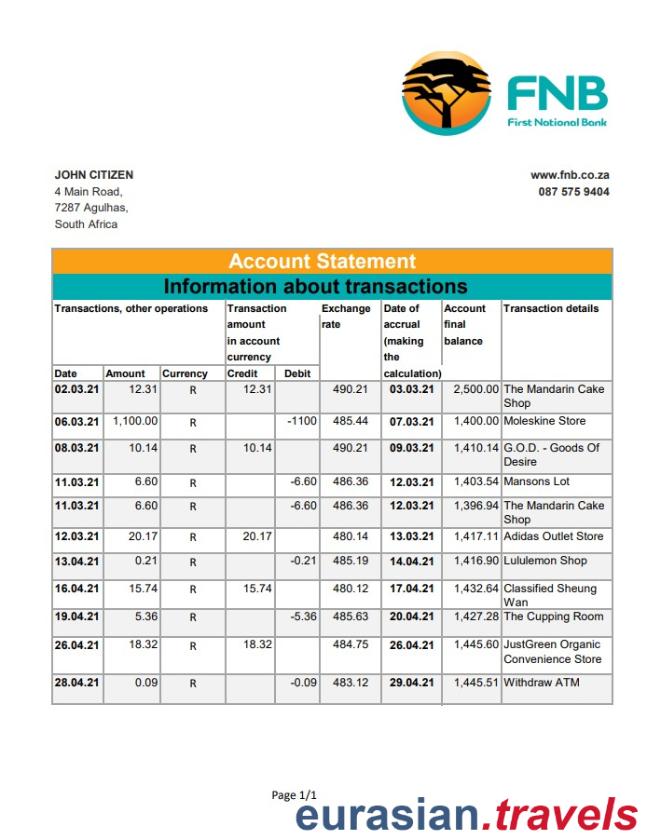 FNB
First National Bank
JOHN CITIZEN
4 Main Road,
7287 Agulhas,
South Africa
www.fnb.co.za
087 575 9404
Account Statement
Information about transactions
Transactions, other operations Transaction amount in account currency Exchange rate Date of accrual (making the calculation) Account final balance Transaction details
Date Amount Currency Credit Debit
02.03.21 12.31 R 12.31 490.21 03.03.21 2,500.00 The Mandarin Cake
Shop
06.03.21 1,100.00 R -1100 485.44 07.03.21 1,400.00 Moleskine Store
08.03.21 10.14 R 10.14 490.21 09.03.21 1,410.14 G.O.D. - Goods Of
Desire
11.03.21 6.60 R -6.60 486.36 12.03.21 1,403.54 Mansons Lot
11.03.21 6.60 R -6.60 486.36 12.03.21 1,396.94 The Mandarin Cake
Shop
12.03.21 20.17 R 20.17 480.14 13.03.21 1,417.11 Adidas Outlet Store
13.04.21 0.21 R -0.21 485.19 14.04.21 1,416.90 Lululemon Shop
16.04.21 15.74 R 15.74 480.12 17.04.21 1,432.64 Classified Sheung
Wan
19.04.21 5.36 R -5.36 485.63 20.04.21 1,427.28 The Cupping Room
26.04.21 18.32 R 18.32 484.75 26.04.21 1,445.60 JustGreen Organic
Convenience Store
28.04.21 0.09 R -0.09 483.12 29.04.21 1,445.51 Withdraw ATM
Page 1/1
eurasian.travels